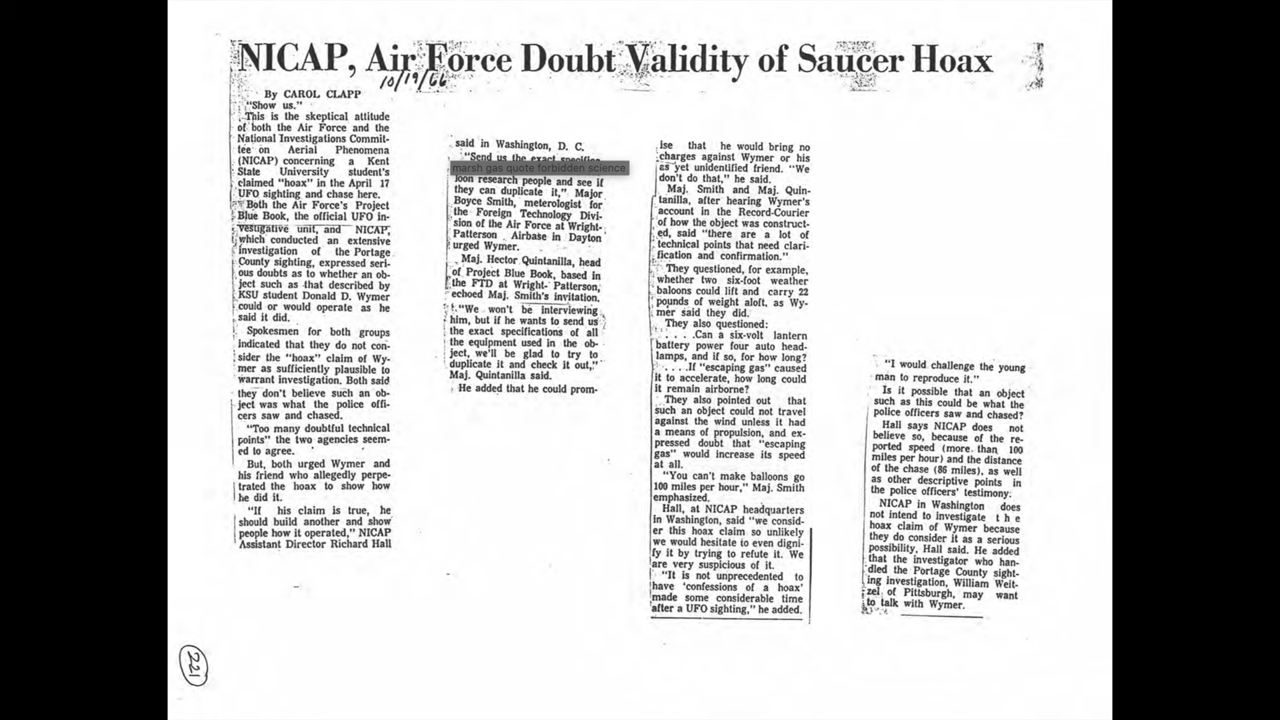 NICAP, Air Force Doubt Validity of Saucer Hoax
10/19/66
By CAROL CLAPP
"Show us."
This is the skeptical attitude
of both the Air Force and the
National Investigations Commit-
tee on Aerial Phenomena
(NICAP) concerning a Kent
State University student's
claimed "hoax" in the April 17
UFO sighting and chase here.
Both the Air Force's Project
Blue Book, the official UFO in-
vestigative unit, and NICAP,
which conducted an extensive
investigation of the Portage
County sighting, expressed seri-
ous doubts as to whether an ob-
ject such as that described by
KSU student Donald D. Wymer
could or would operate as he
said it did.
Spokesmen for both groups
indicated that they do not con-
sider the "hoax" claim of Wy-
mer as sufficiently plausible to
warrant investigation. Both said
they don't believe such an ob-
ject was what the police offi-
cers saw and chased.
"Too many doubtful technical
points" the two agencies seem-
ed to agree.
But, both urged Wymer and
his friend who allegedly perpe-
trated the hoax to show how
he did it.
"If his claim is true, he
should build another and show
people how it operated," NICAP
Assistant Director Richard Hall
said in Washington, D. C.
"Send us the exact specifica-
marsh gas quote forbidden science
loon research people and see if
they can duplicate it," Major
Boyce Smith, meterologist for
the Foreign Technology Divi-
sion of the Air Force at Wright-
Patterson Airbase in Dayton
urged Wymer.
Maj. Hector Quintanilla, head
of Project Blue Book, based in
the FTD at Wright-Patterson,
echoed Maj. Smith's invitation.
"We won't be interviewing
him, but if he wants to send us
the exact specifications of all
the equipment used in the ob-
ject, we'll be glad to try to
duplicate it and check it out,"
Maj. Quintanilla said.
He added that he could prom-
ise that he would bring no
charges against Wymer or his
as yet unidentified friend. "We
don't do that," he said.
Maj. Smith and Maj. Quin-
tanilla, after hearing Wymer's
account in the Record-Courier
of how the object was construct-
ed, said "there are a lot of
technical points that need clari-
fication and confirmation."
They questioned, for example,
whether two six-foot weather
baloons could lift and carry 22
pounds of weight aloft, as Wy-
mer said they did.
They also questioned:
. . . .Can a six-volt lantern
battery power four auto head-
lamps, and if so, for how long?
. . . .If "escaping gas" caused
it to accelerate, how long could
it remain airborne?
They also pointed out that
such an object could not travel
against the wind unless it had
a means of propulsion, and ex-
pressed doubt that "escaping
gas" would increase its speed
at all.
"You can't make balloons go
100 miles per hour," Maj. Smith
emphasized.
Hall, at NICAP headquarters
in Washington, said "we consid-
er this hoax claim so unlikely
we would hesitate to even digni-
fy it by trying to refute it. We
are very suspicious of it.
"It is not unprecedented to
have 'confessions of a hoax'
made some considerable time
after a UFO sighting," he added.
"I would challenge the young
man to reproduce it."
Is it possible that an object
such as this could be what the
police officers saw and chased?
Hall says NICAP does not
believe so, because of the re-
ported speed (more than 100
miles per hour) and the distance
of the chase (86 miles), as well
as other descriptive points in
the police officers' testimony.
NICAP in Washington does
not intend to investigate the
hoax claim of Wymer because
they do consider it as a serious
possibility, Hall said. He added
that the investigator who han-
dled the Portage County sight-
ing investigation, William Weit-
zel of Pittsburgh, may want
to talk with Wymer.
221